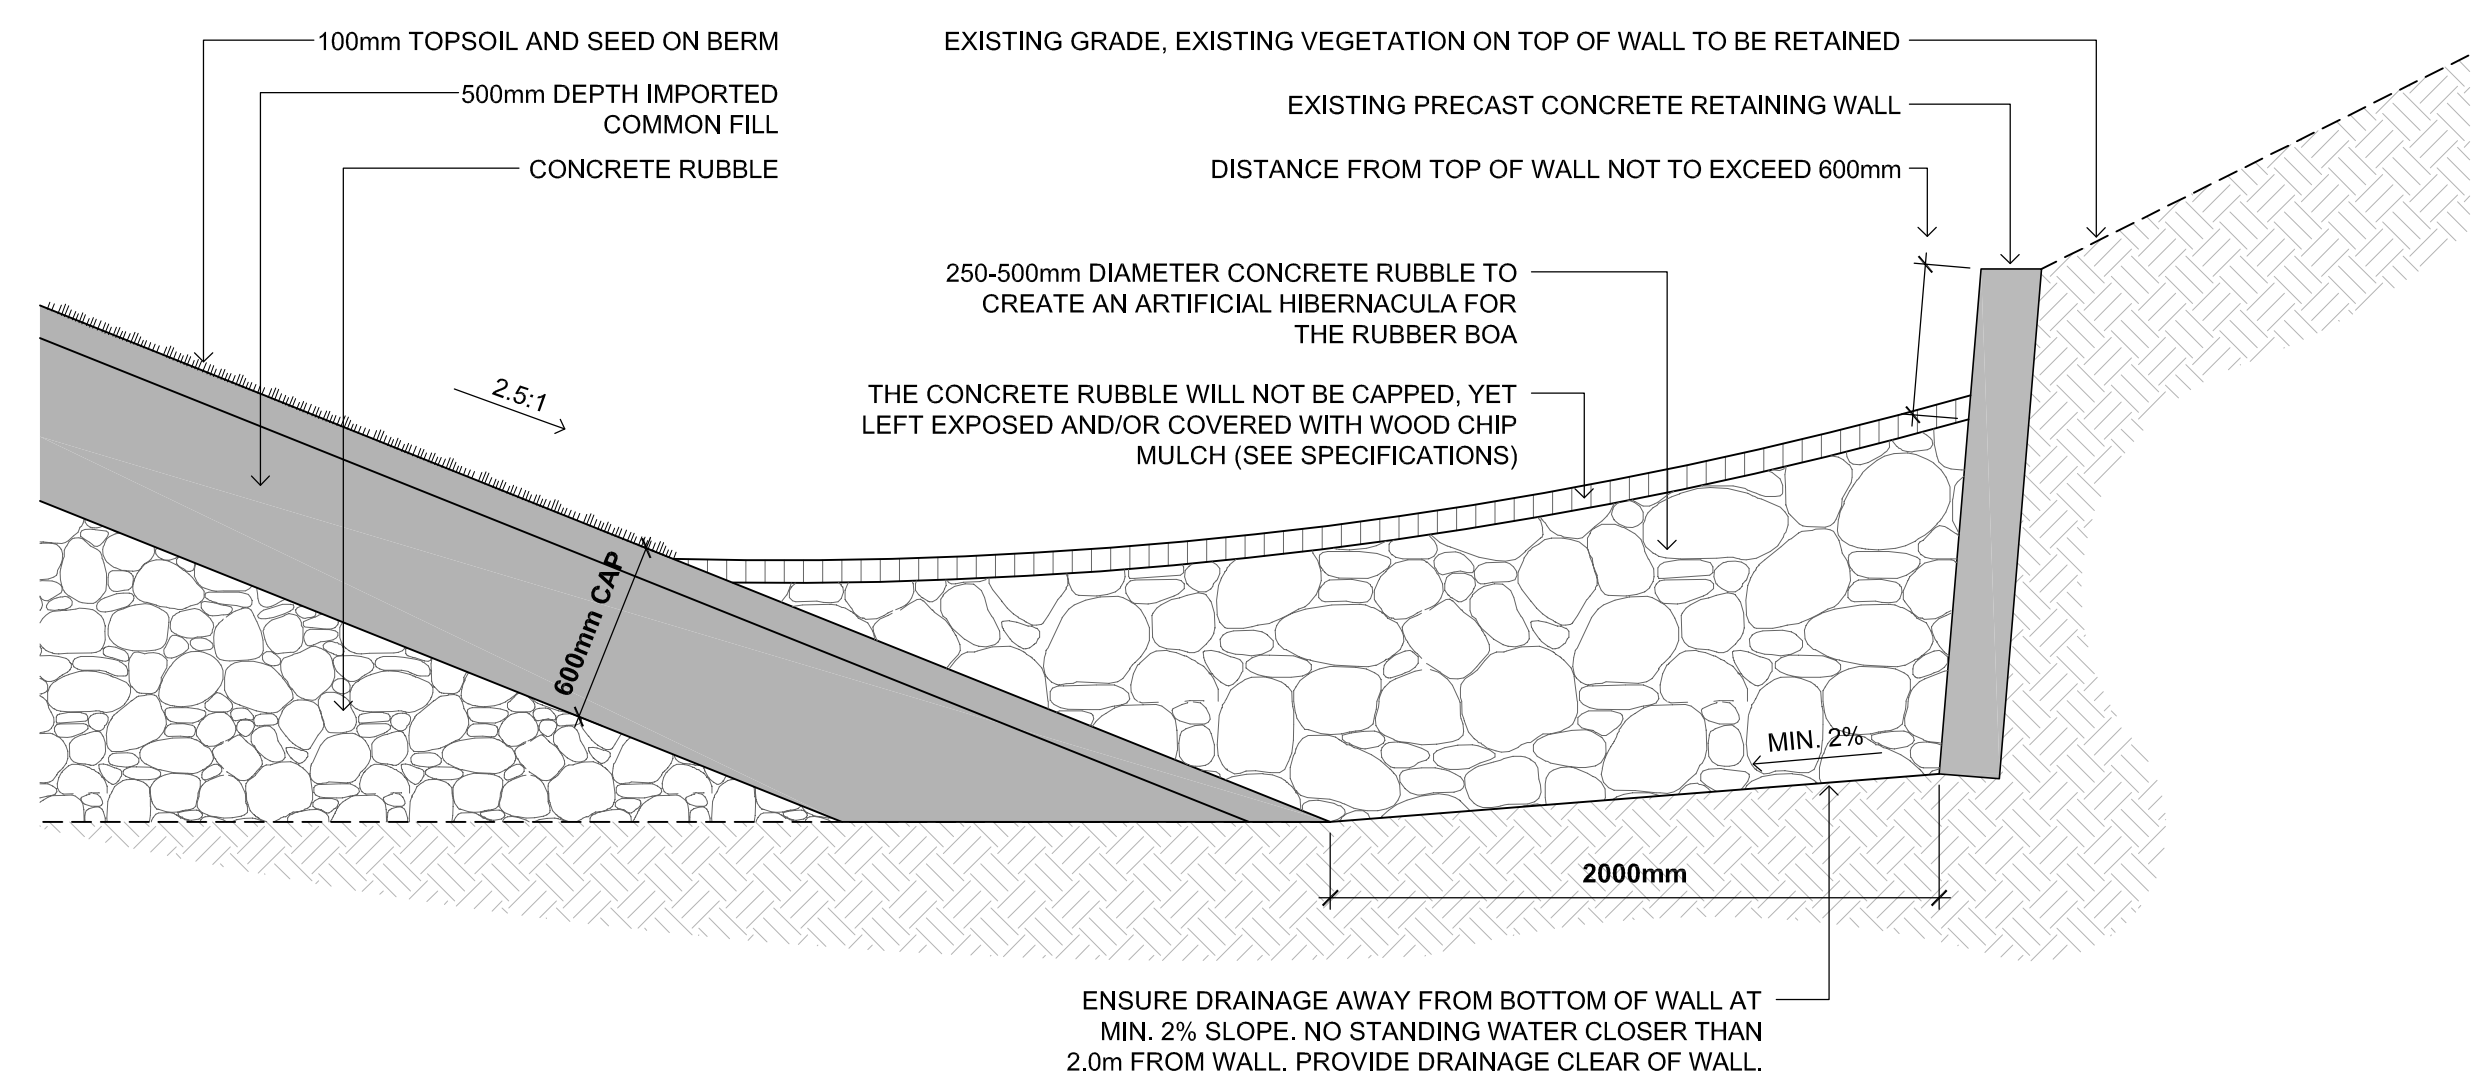 100mm TOPSOIL AND SEED ON BERM
500mm DEPTH IMPORTED
COMMON FILL
CONCRETE RUBBLE
EXISTING GRADE, EXISTING VEGETATION ON TOP OF WALL TO BE RETAINED
EXISTING PRECAST CONCRETE RETAINING WALL
DISTANCE FROM TOP OF WALL NOT TO EXCEED 600mm
250-500mm DIAMETER CONCRETE RUBBLE TO
CREATE AN ARTIFICIAL HIBERNACULA FOR
THE RUBBER BOA
THE CONCRETE RUBBLE WILL NOT BE CAPPED, YET
LEFT EXPOSED AND/OR COVERED WITH WOOD CHIP
MULCH (SEE SPECIFICATIONS)
2.5:1
600mm CAP
MIN. 2%
2000mm
ENSURE DRAINAGE AWAY FROM BOTTOM OF WALL AT
MIN. 2% SLOPE. NO STANDING WATER CLOSER THAN
2.0m FROM WALL. PROVIDE DRAINAGE CLEAR OF WALL.